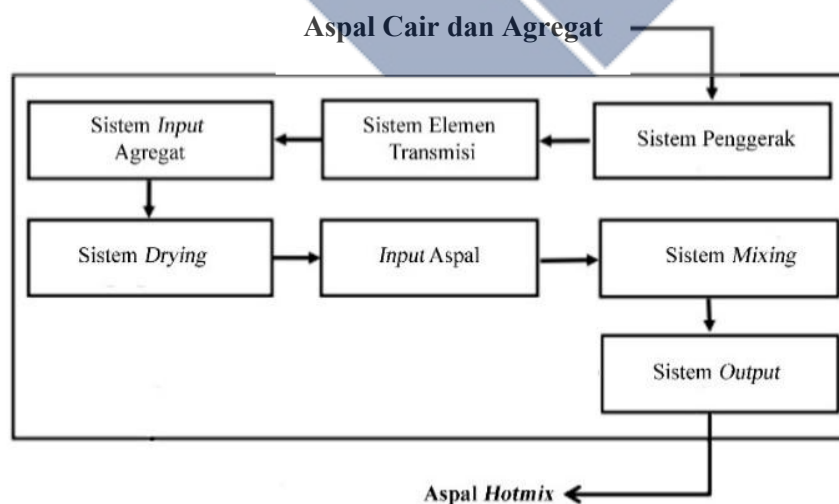 Aspal Cair dan Agregat
Sistem Input
Agregat
Sistem Elemen
Transmisi
Sistem Penggerak
Sistem Drying
Input Aspal
Sistem Mixing
Sistem Output
Aspal Hotmix